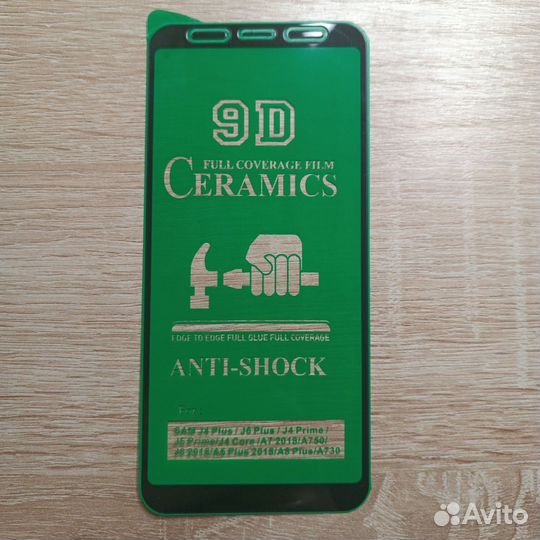 9D
FULL COVERAGE FILM
CERAMICS
EDGE TO EDGE FULL GLUE FULL COVERAGE
ANTI-SHOCK
For:
SAM J4 Plus / J6 Plus / J4 Prime /
J6 Prime/J4 Core /A7 2018/A750/
J8 2018/A6 Plus 2018/A8 Plus/A730
Avito